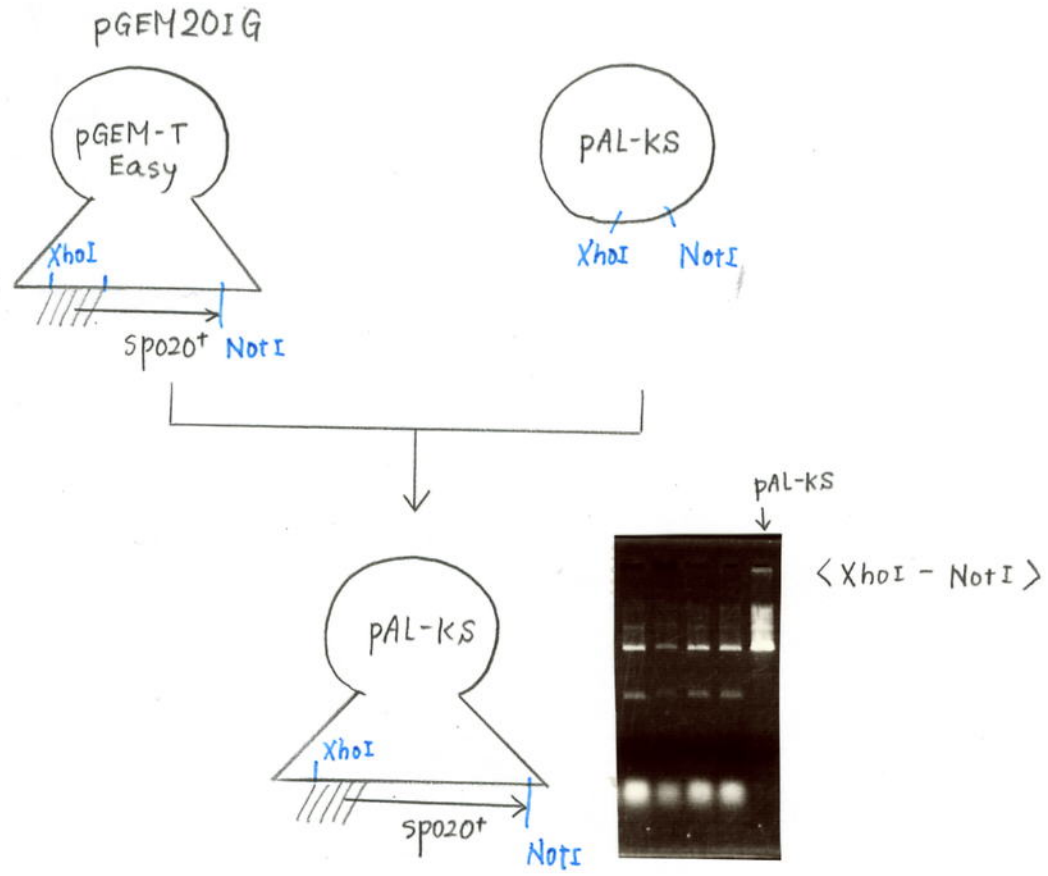 pGEM20IG
pGEM-T
Easy
XhoI
spo20+ NotI
pAL-KS
XhoI NotI
pAL-KS
<XhoI - NotI>
pAL-KS
XhoI
spo20+
NotI